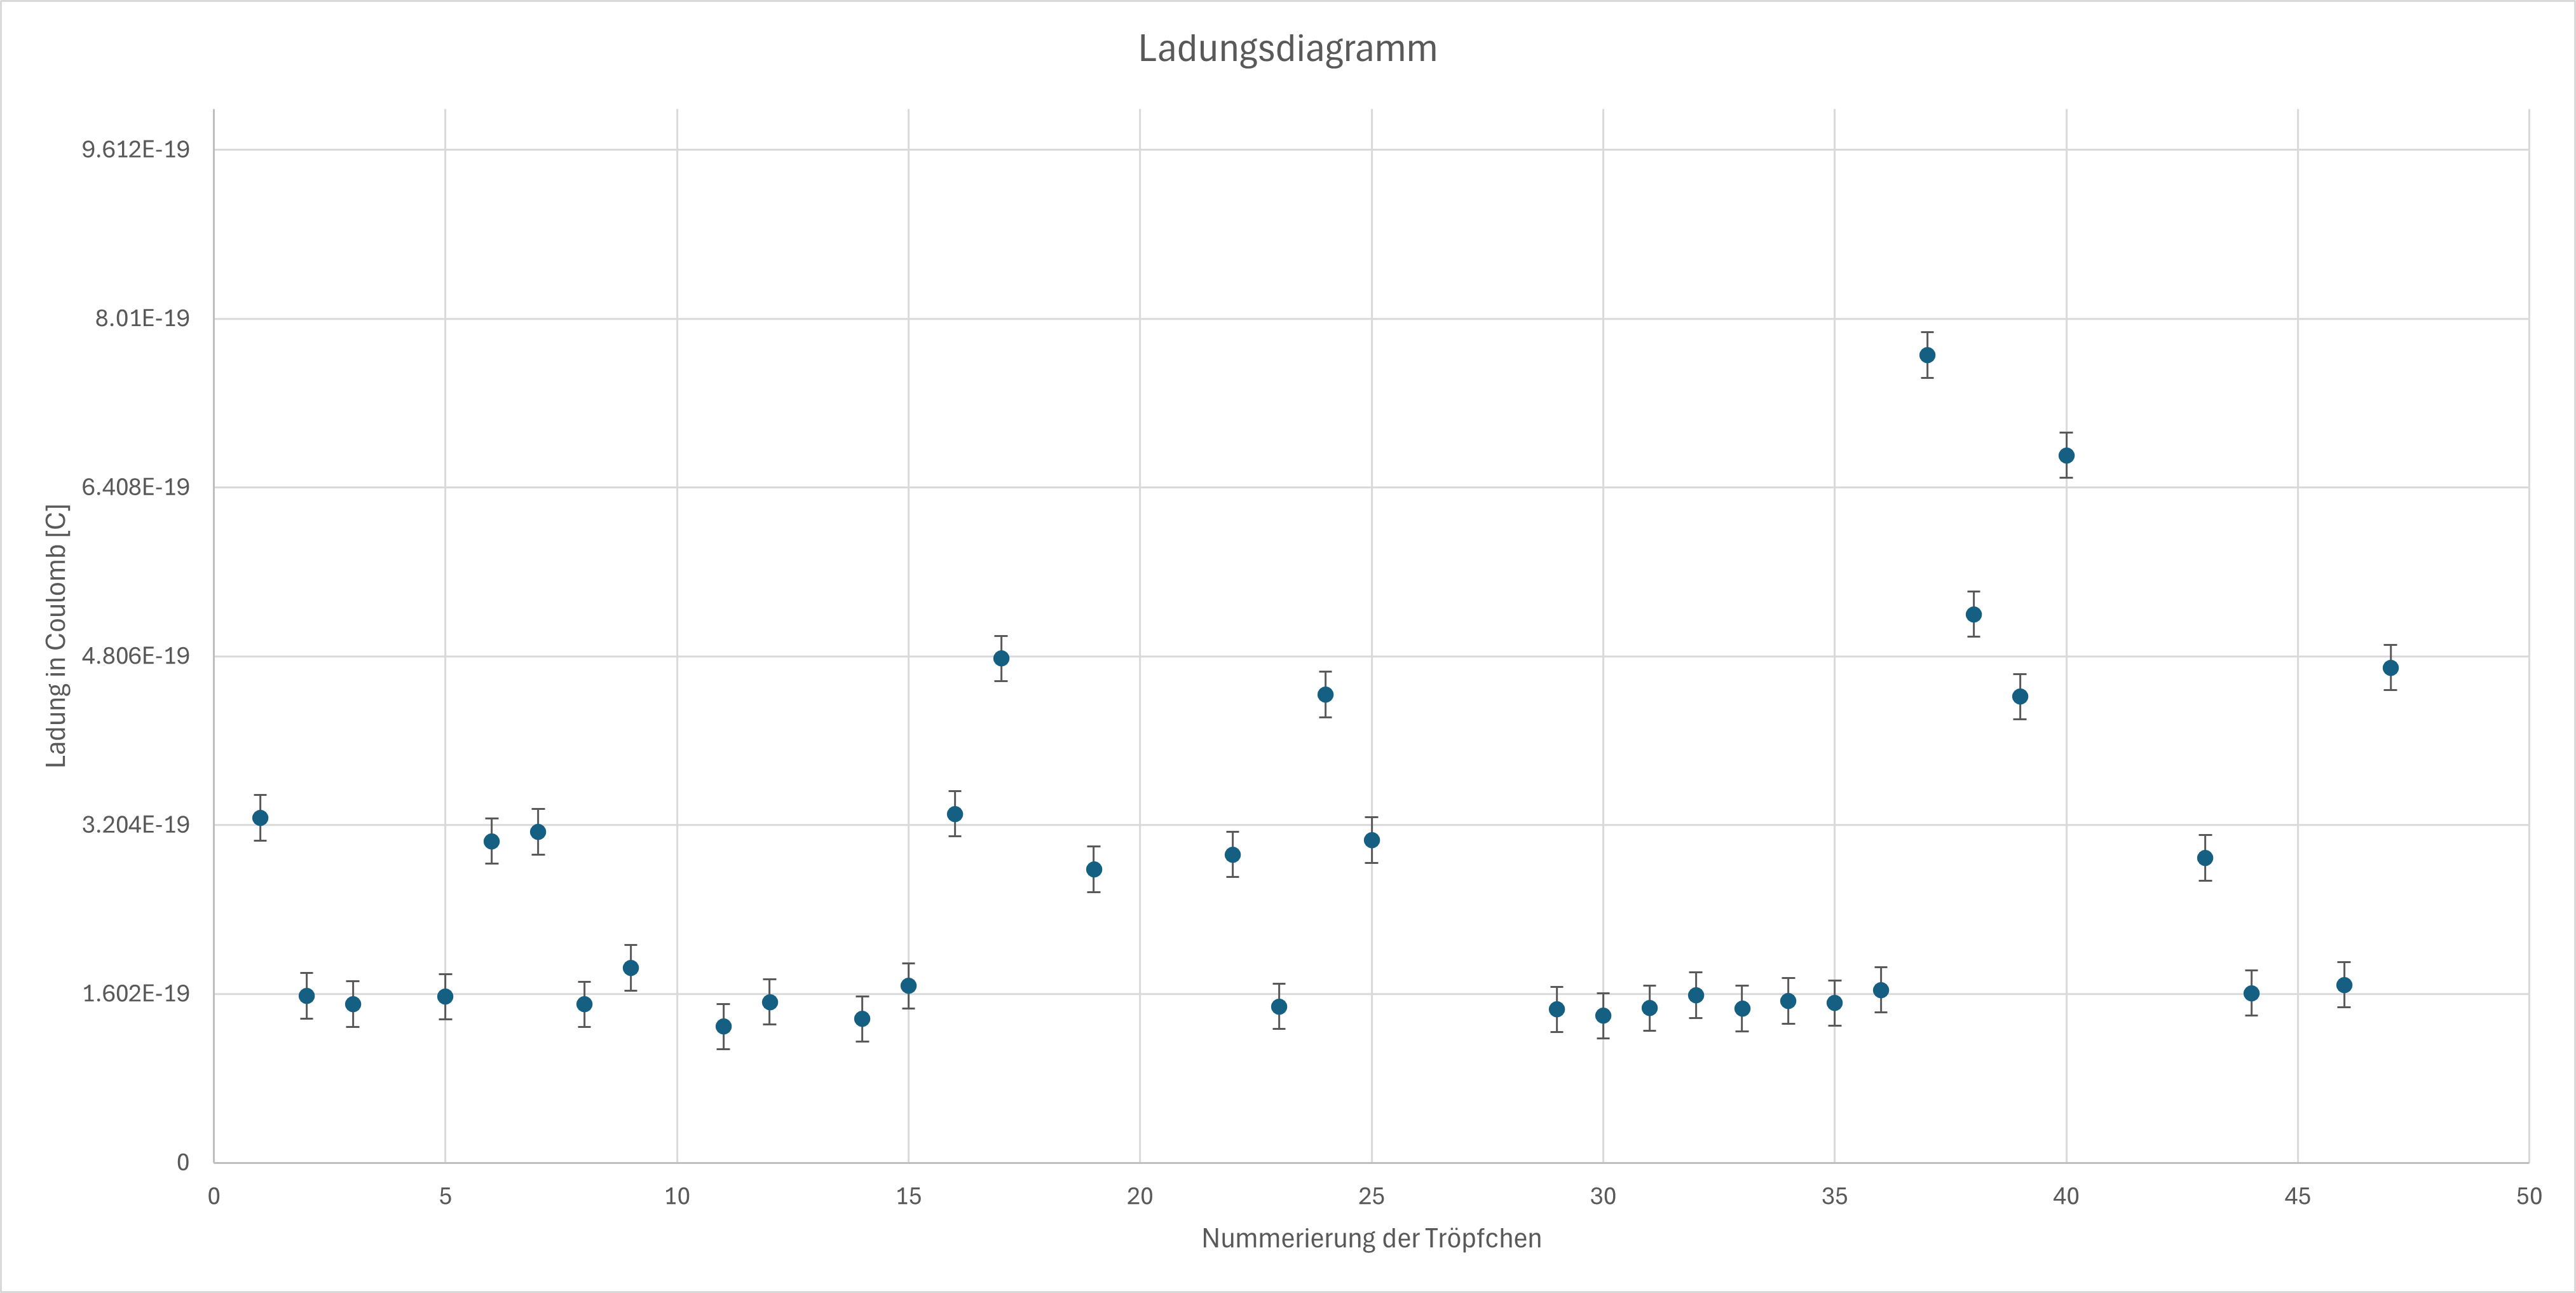 Ladungsdiagramm
9.612E-19
8.01E-19
6.408E-19
4.806E-19
3.204E-19
1.602E-19
0
Ladung in Coulomb [C]
0 5 10 15 20 25 30 35 40 45 50
Nummerierung der Tröpfchen